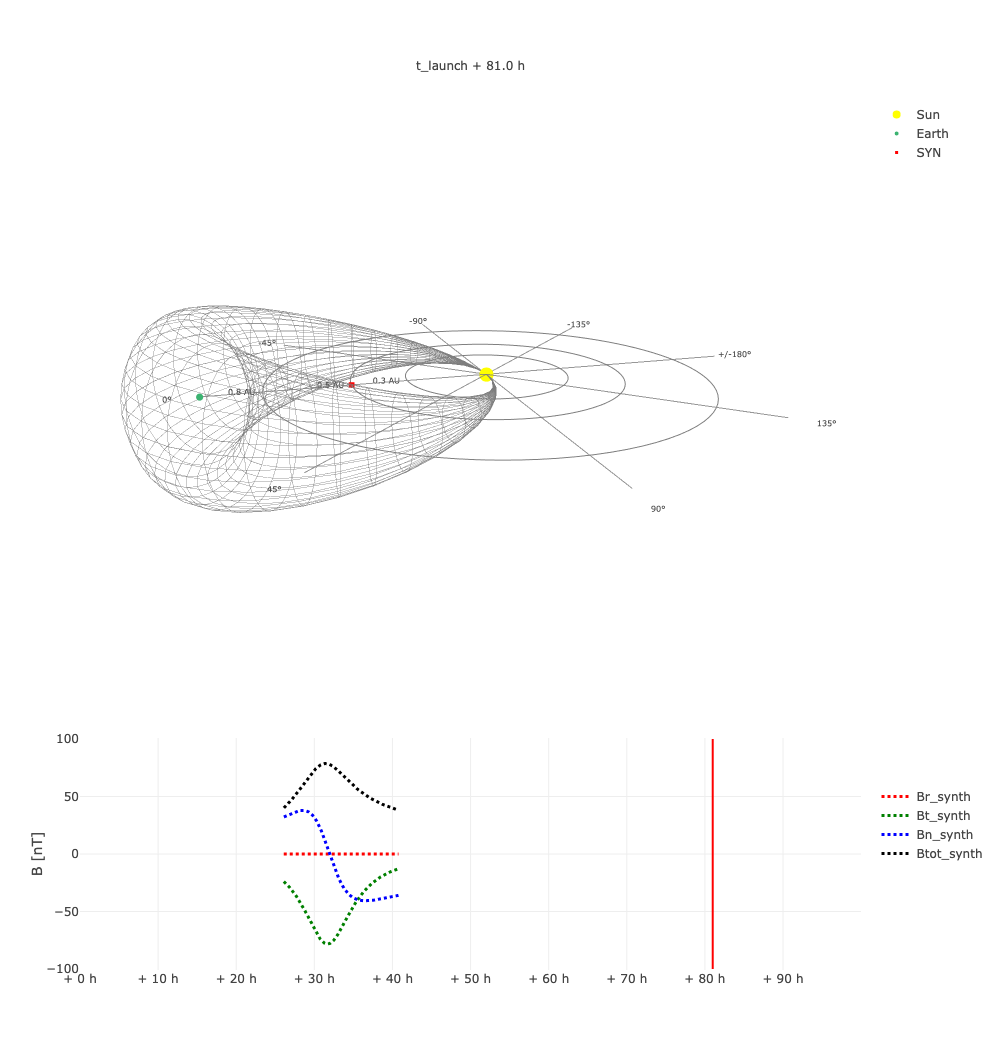 t_launch + 81.0 h
Sun
Earth
SYN
-90°
-135°
-45°
+/-180°
0°
0.8 AU
0.5 AU
0.3 AU
135°
45°
90°
100
50
0
−50
−100
B [nT]
+ 0 h
+ 10 h
+ 20 h
+ 30 h
+ 40 h
+ 50 h
+ 60 h
+ 70 h
+ 80 h
+ 90 h
Br_synth
Bt_synth
Bn_synth
Btot_synth